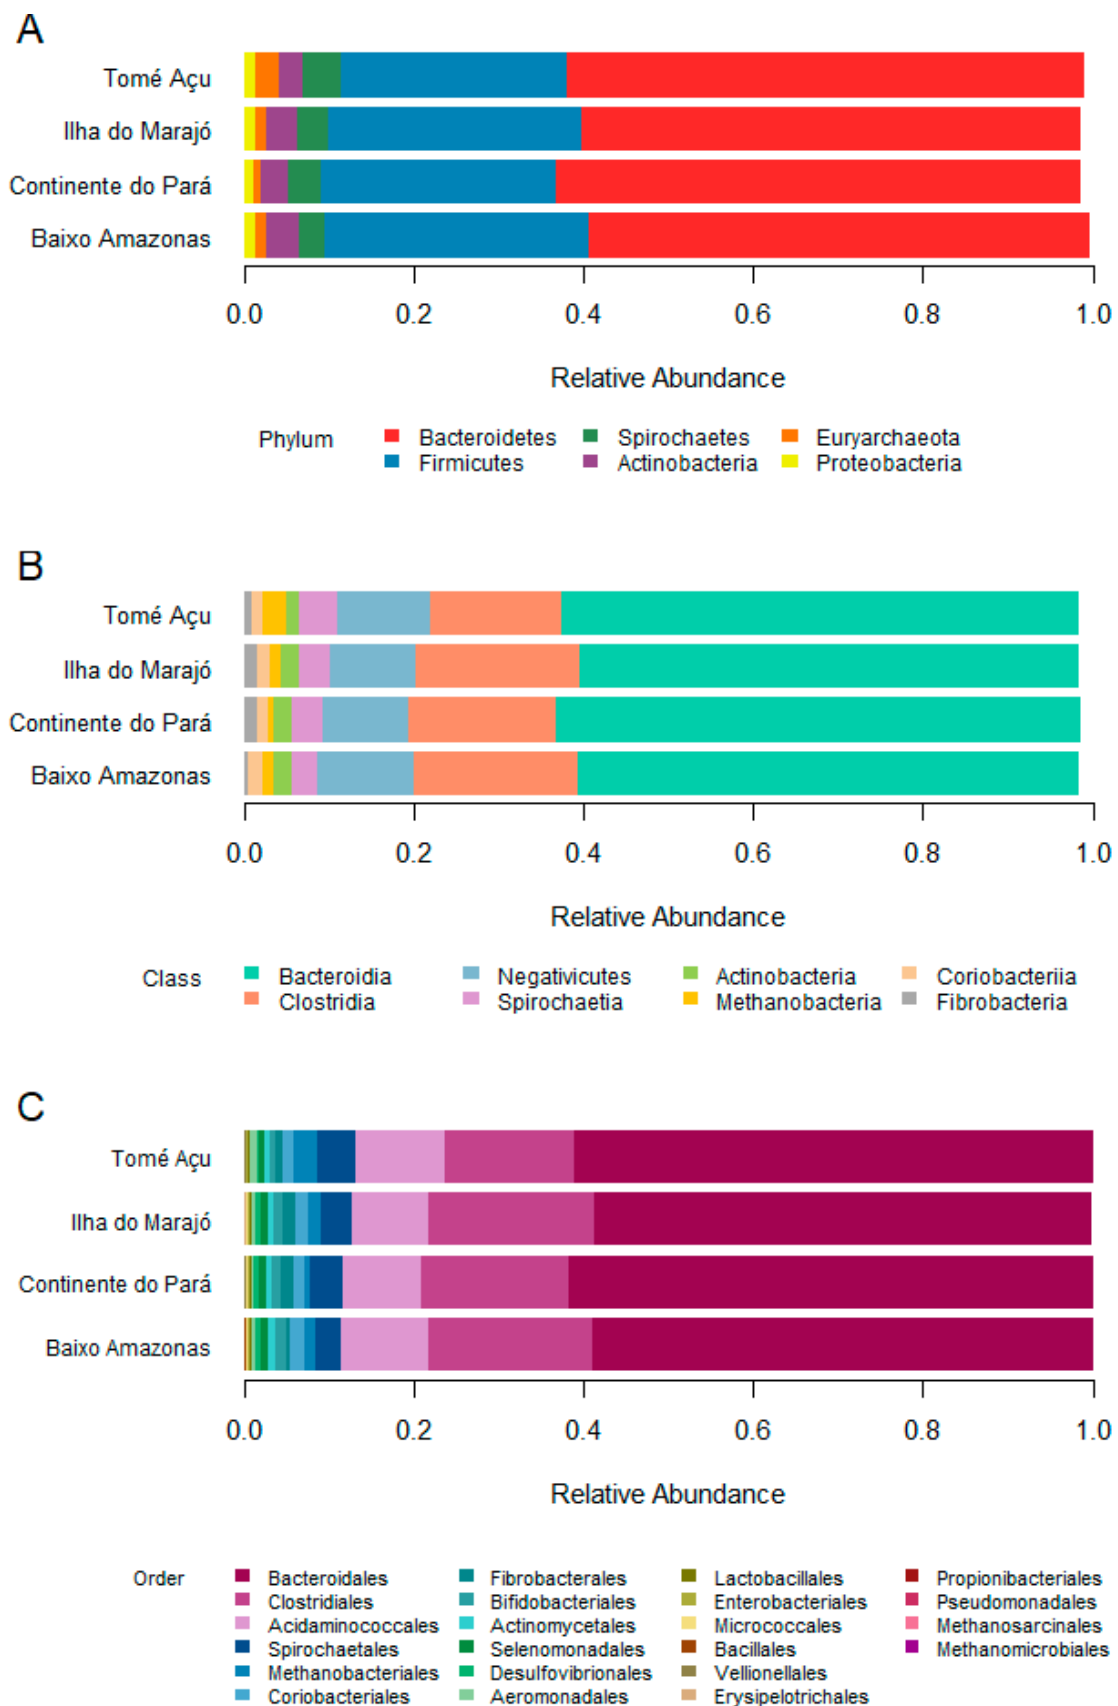 A
Tomé Açu
Ilha do Marajó
Continente do Pará
Baixo Amazonas
0.0 0.2 0.4 0.6 0.8 1.0
Relative Abundance
Phylum Bacteroidetes Spirochaetes Euryarchaeota
Firmicutes Actinobacteria Proteobacteria
B
Tomé Açu
Ilha do Marajó
Continente do Pará
Baixo Amazonas
0.0 0.2 0.4 0.6 0.8 1.0
Relative Abundance
Class Bacteroidia Negativicutes Actinobacteria Coriobacteriia
Clostridia Spirochaetia Methanobacteria Fibrobacteria
C
Tomé Açu
Ilha do Marajó
Continente do Pará
Baixo Amazonas
0.0 0.2 0.4 0.6 0.8 1.0
Relative Abundance
Order Bacteroidales Fibrobacterales Lactobacillales Propionibacteriales
Clostridiales Bifidobacteriales Enterobacteriales Pseudomonadales
Acidaminococcales Actinomycetales Micrococcales Methanosarcinales
Spirochaetales Selenomonadales Bacillales Methanomicrobiales
Methanobacteriales Desulfovibrionales Vellionellales
Coriobacteriales Aeromonadales Erysipelotrichales